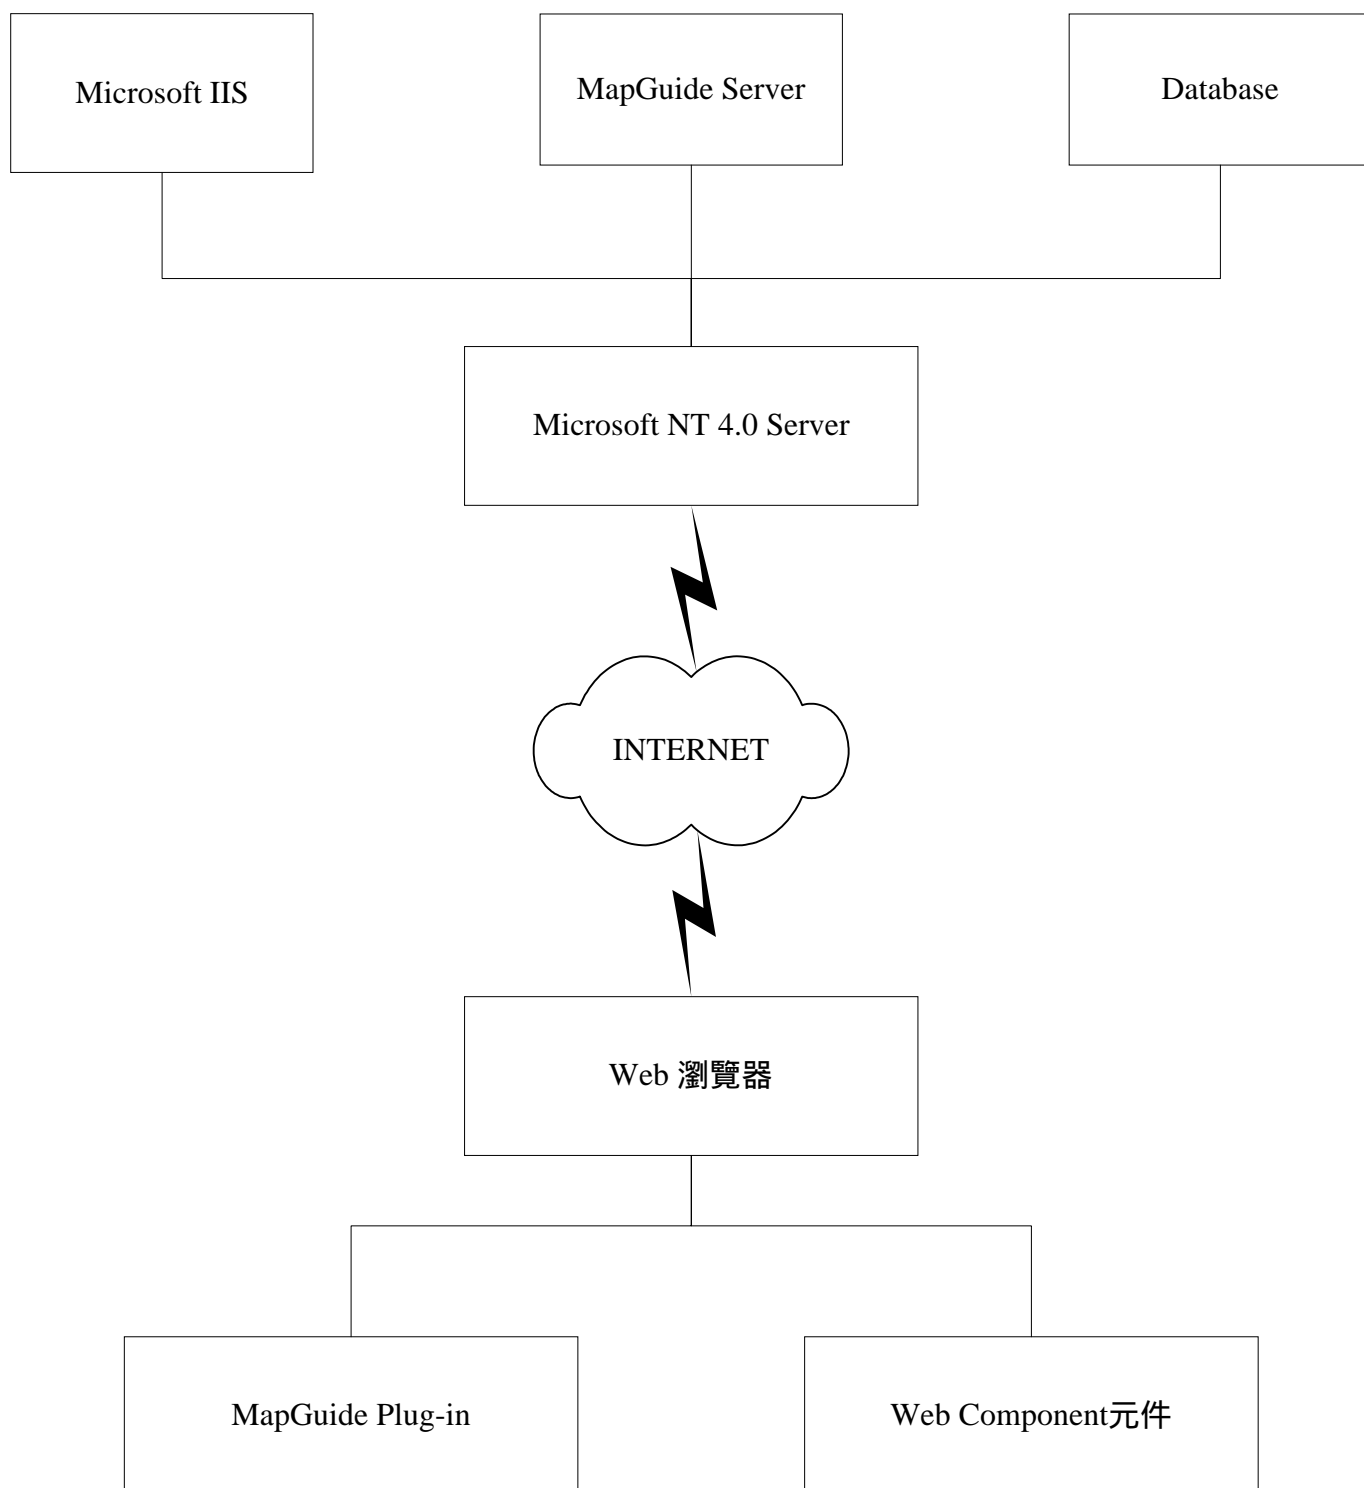 Microsoft IIS
MapGuide Server
Database
Microsoft NT 4.0 Server
INTERNET
Web 瀏覽器
MapGuide Plug-in
Web Component元件